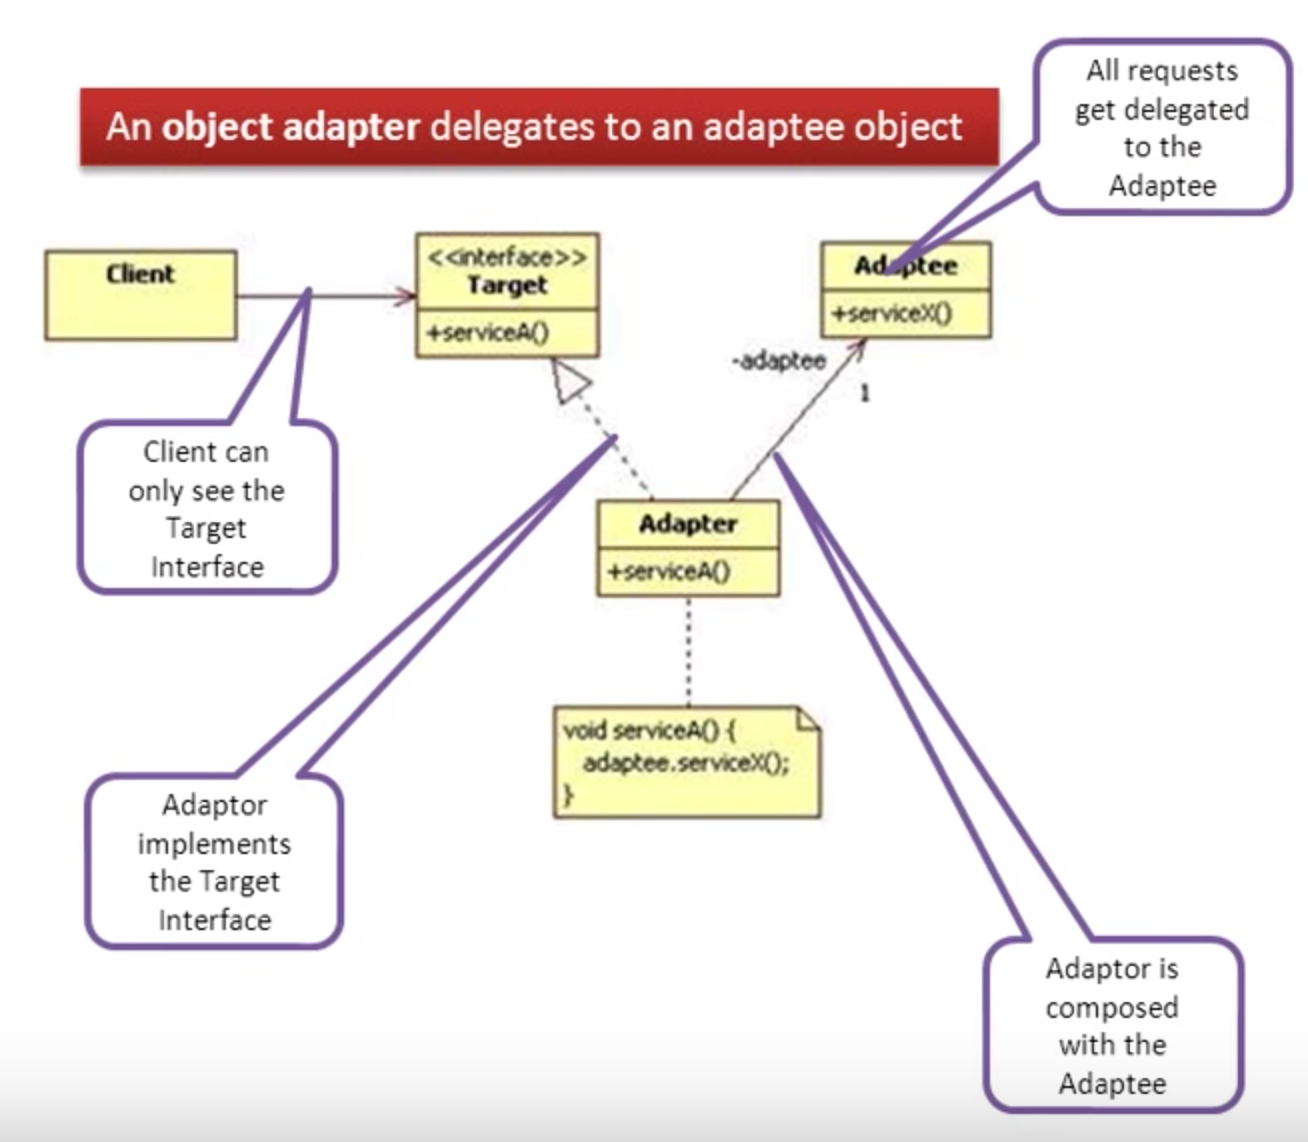 An object adapter delegates to an adaptee object
All requests
get delegated
to the
Adaptee
Client
<<interface>>
Target
+serviceA()
Adaptee
+serviceX()
-adaptee
1
Client can
only see the
Target
Interface
Adapter
+serviceA()
void serviceA() {
adaptee.serviceX();
}
Adaptor
implements
the Target
Interface
Adaptor is
composed
with the
Adaptee